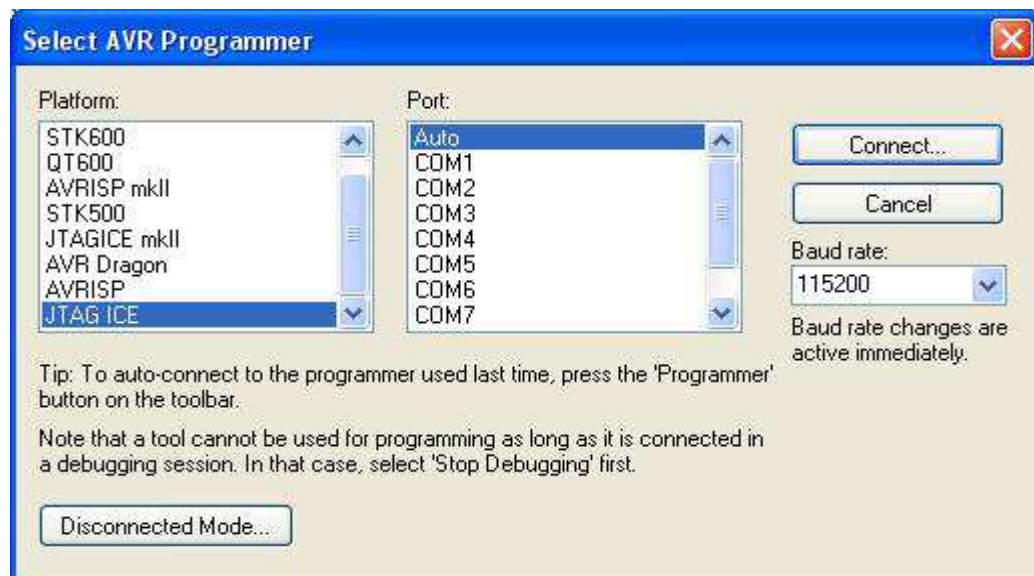 Select AVR Programmer
Platform:
STK600
QT600
AVRISP mkII
STK500
JTAGICE mkII
AVR Dragon
AVRISP
JTAG ICE
Port:
Auto
COM1
COM2
COM3
COM4
COM5
COM6
COM7
Connect...
Cancel
Baud rate:
115200
Baud rate changes are
active immediately.
Tip: To auto-connect to the programmer used last time, press the 'Programmer'
button on the toolbar.
Note that a tool cannot be used for programming as long as it is connected in
a debugging session. In that case, select 'Stop Debugging' first.
Disconnected Mode...